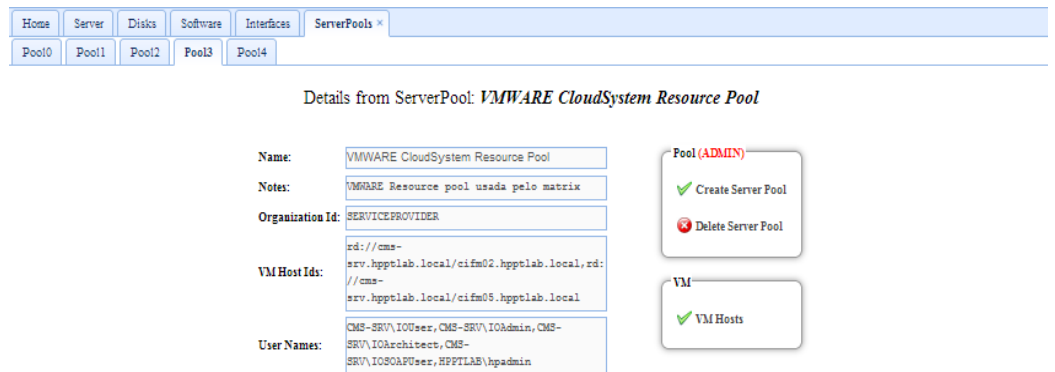 Home Server Disks Software Interfaces ServerPools ×
Pool0 Pool1 Pool2 Pool3 Pool4
Details from ServerPool: VMWARE CloudSystem Resource Pool
Name: VMWARE CloudSystem Resource Pool
Notes: VMWARE Resource pool usada pelo matrix
Organization Id: SERVICEPROVIDER
VM Host Ids:
rd://cms-
srv.hpptlab.local/cifm02.hpptlab.local,rd:
//cms-
srv.hpptlab.local/cifm05.hpptlab.local
User Names:
CMS-SRV\IOUser,CMS-SRV\IOAdmin,CMS-
SRV\IOArchitect,CMS-
SRV\IOSOAPUser,HPPTLAB\hpadmin
Pool (ADMIN)
Create Server Pool
Delete Server Pool
VM
VM Hosts